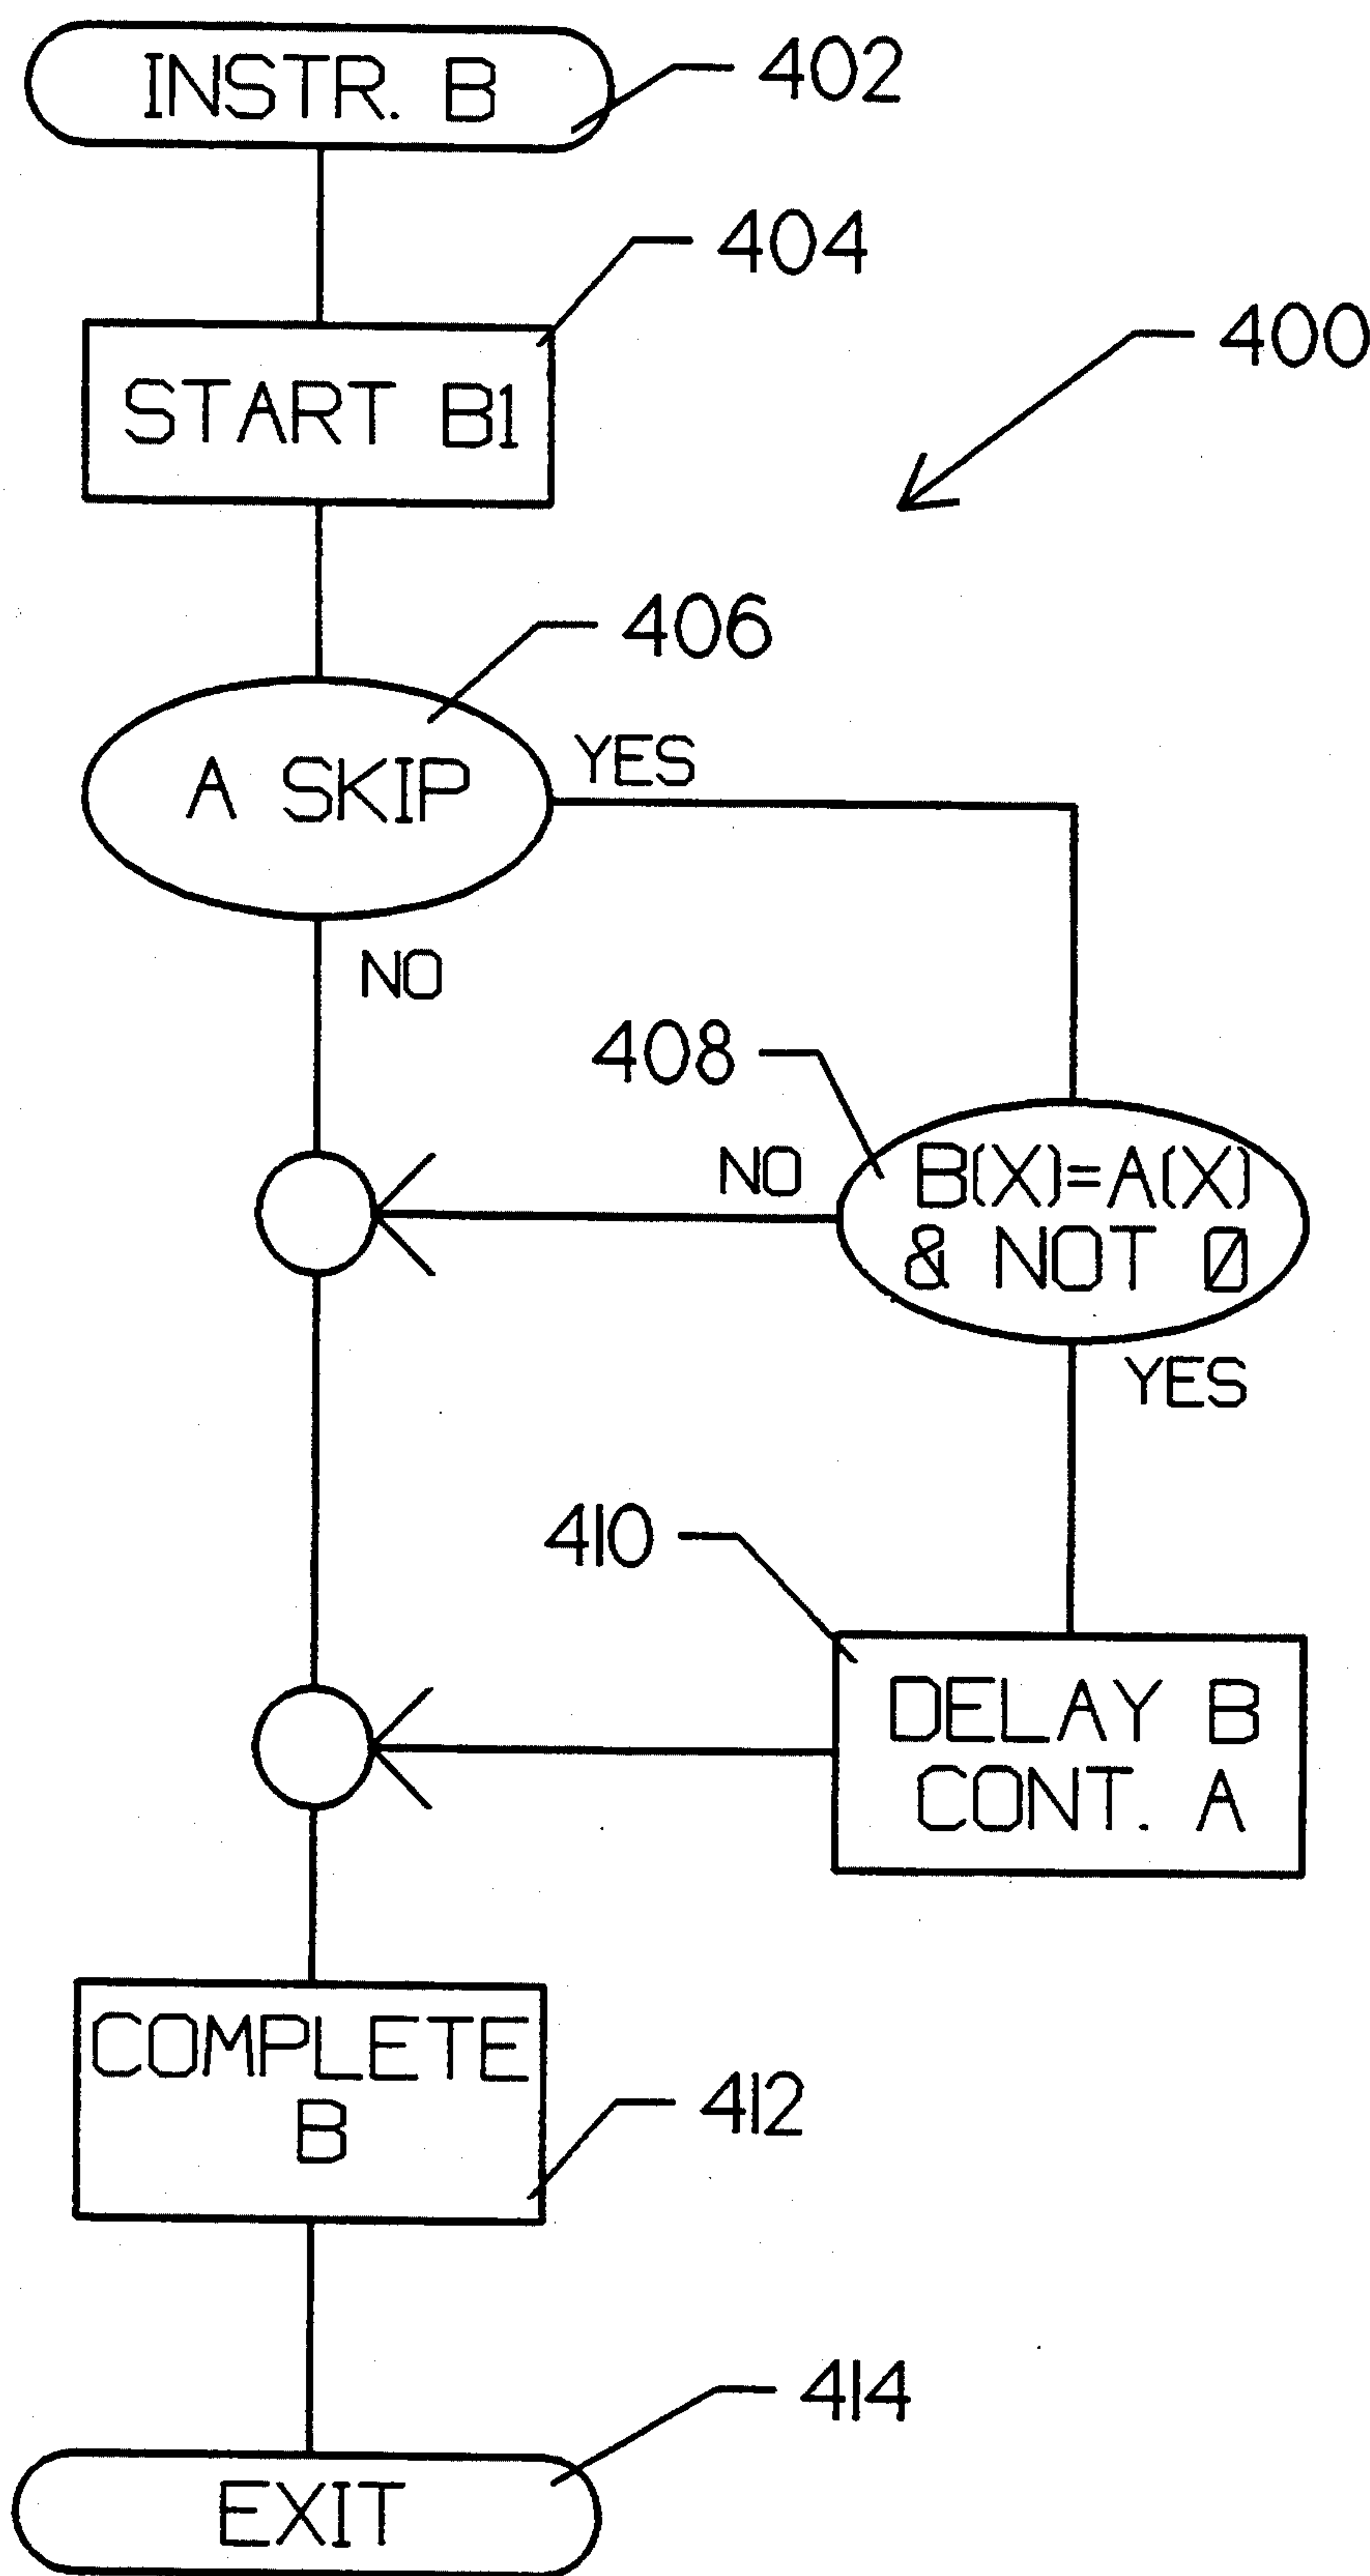 INSTR. B
402
404
START B1
400
406
A SKIP
YES
NO
408
NO
B(X)=A(X)
& NOT 0
YES
410
DELAY B
CONT. A
COMPLETE
B
412
414
EXIT